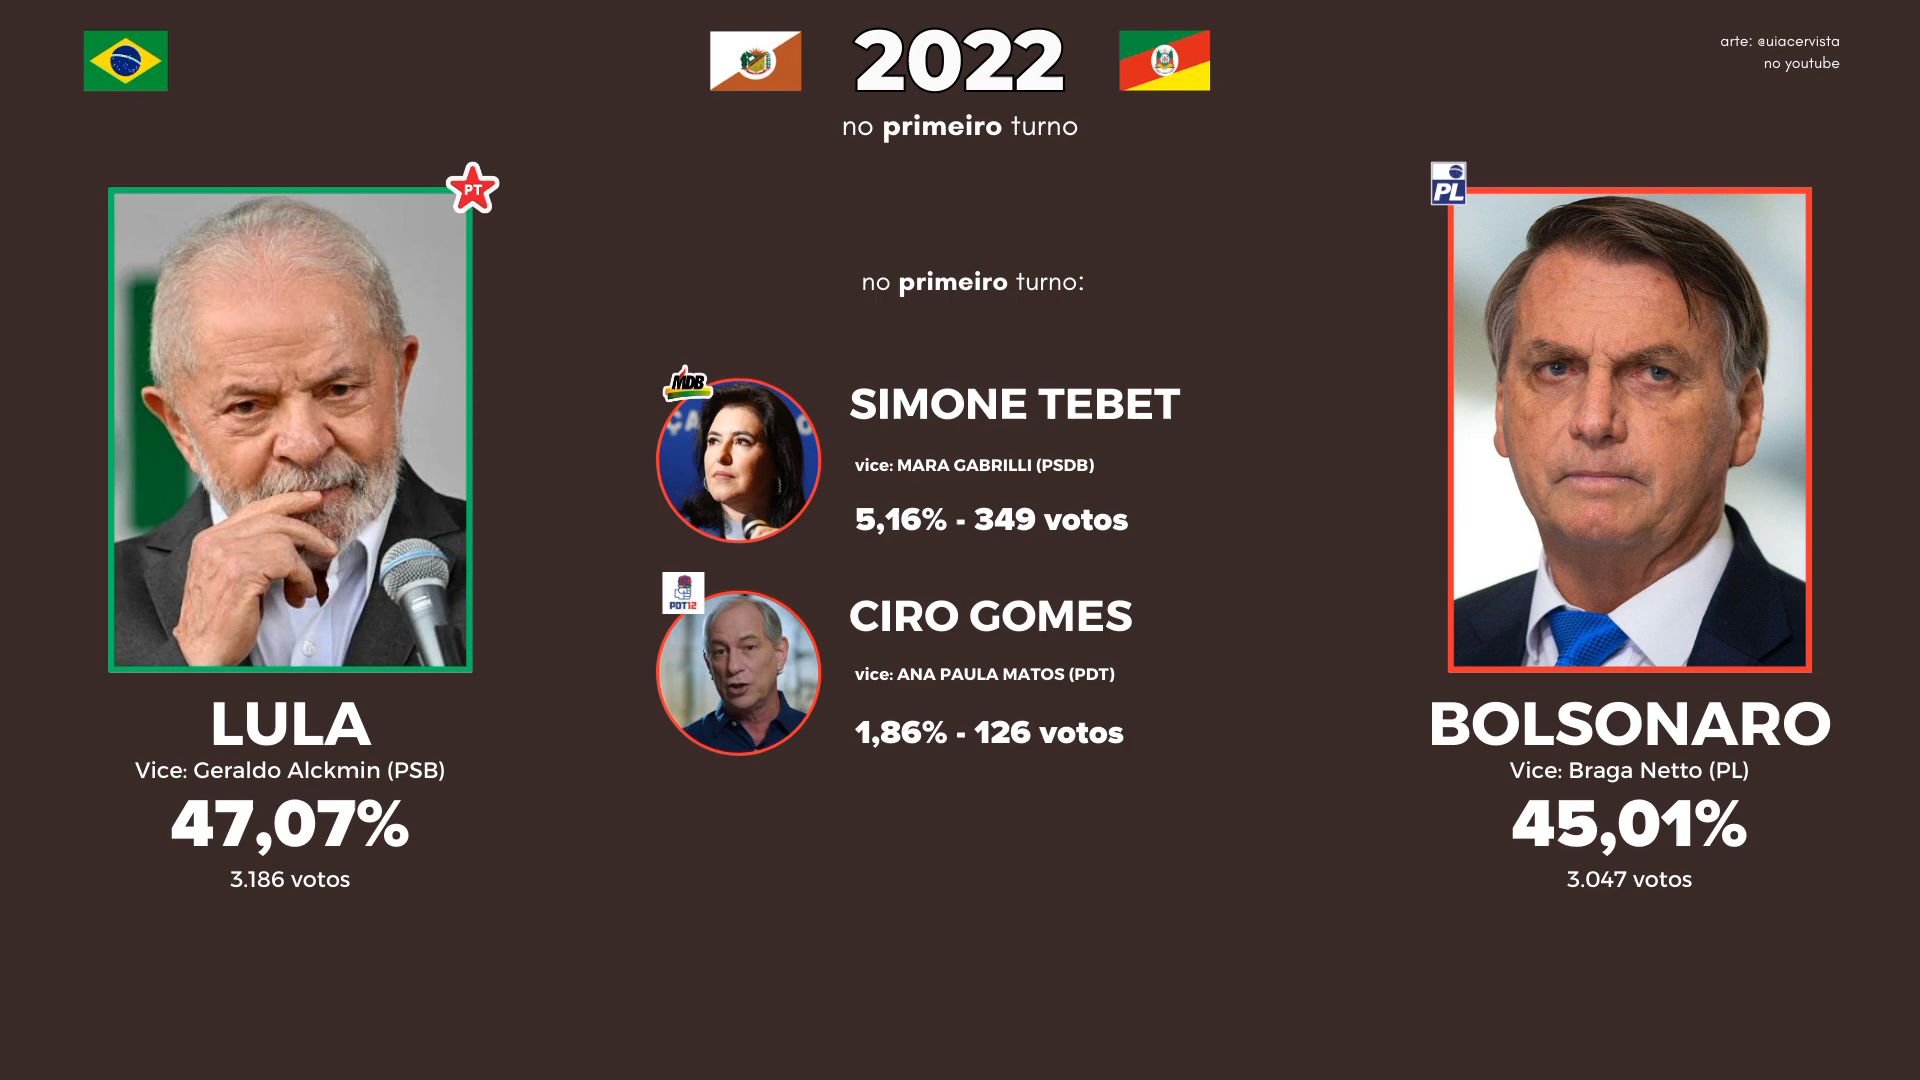 2022
no primeiro turno
arte: @uiacervista
no youtube
PT
PL
no primeiro turno:
MDB
ÇA
SIMONE TEBET
vice: MARA GABRILLI (PSDB)
5,16% - 349 votos
PDT12
CIRO GOMES
vice: ANA PAULA MATOS (PDT)
1,86% - 126 votos
LULA
Vice: Geraldo Alckmin (PSB)
47,07%
3.186 votos
BOLSONARO
Vice: Braga Netto (PL)
45,01%
3.047 votos